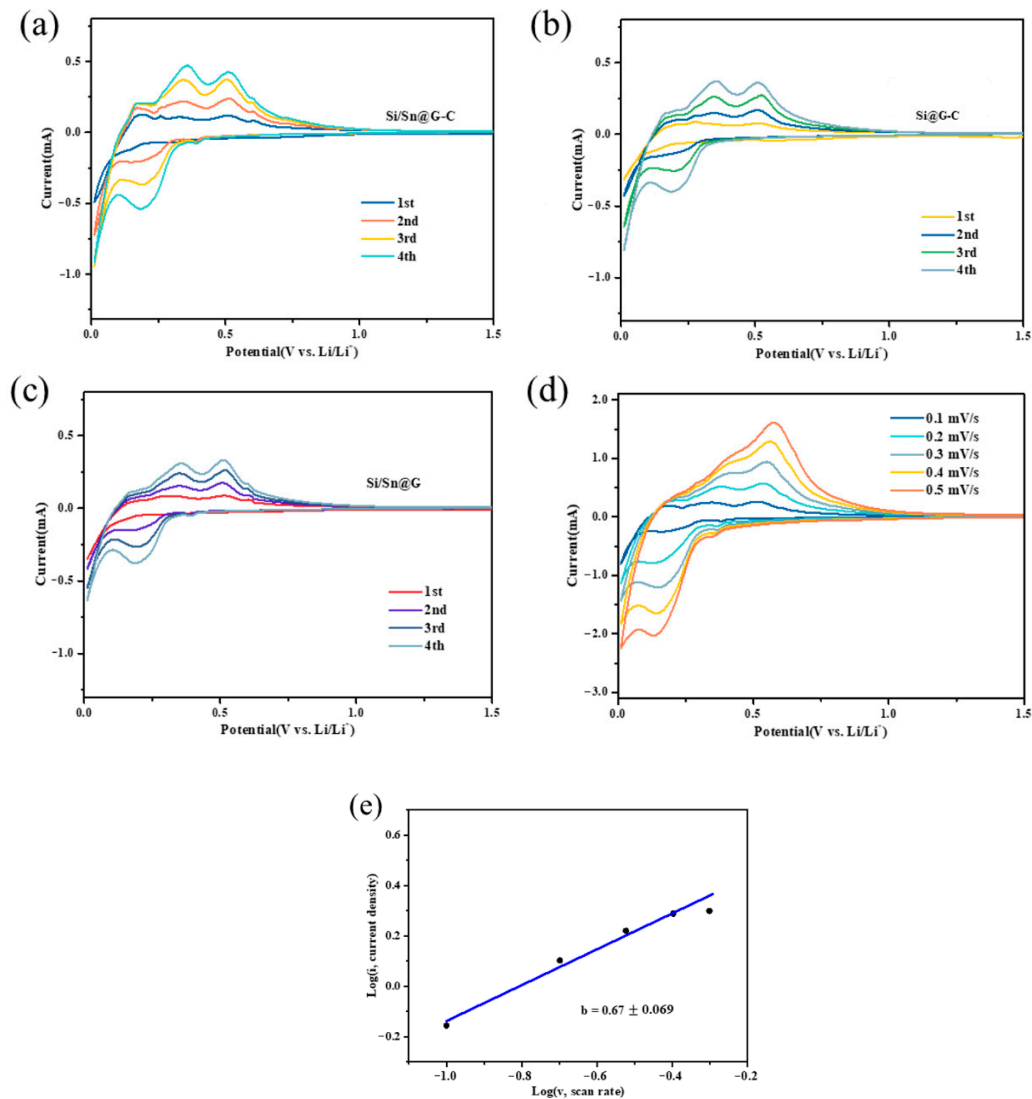 (a)
0.5
0.0
−0.5
−1.0
Current(mA)
Si/Sn@G-C
1st
2nd
3rd
4th
0.0
0.5
1.0
1.5
Potential(V vs. Li/Li⁺)
(b)
0.5
0.0
−0.5
−1.0
Current(mA)
Si@G-C
1st
2nd
3rd
4th
0.0
0.5
1.0
1.5
Potential(V vs. Li/Li⁺)
(c)
0.5
0.0
−0.5
−1.0
Current(mA)
Si/Sn@G
1st
2nd
3rd
4th
0.0
0.5
1.0
1.5
Potential(V vs. Li/Li⁺)
(d)
2.0
1.0
0.0
−1.0
−2.0
−3.0
Current(mA)
0.1 mV/s
0.2 mV/s
0.3 mV/s
0.4 mV/s
0.5 mV/s
0.0
0.5
1.0
1.5
Potential(V vs. Li/Li⁺)
(e)
0.6
0.4
0.2
0.0
−0.2
Log(i, current density)
b = 0.67 ± 0.069
−1.0
−0.8
−0.6
−0.4
−0.2
Log(v, scan rate)